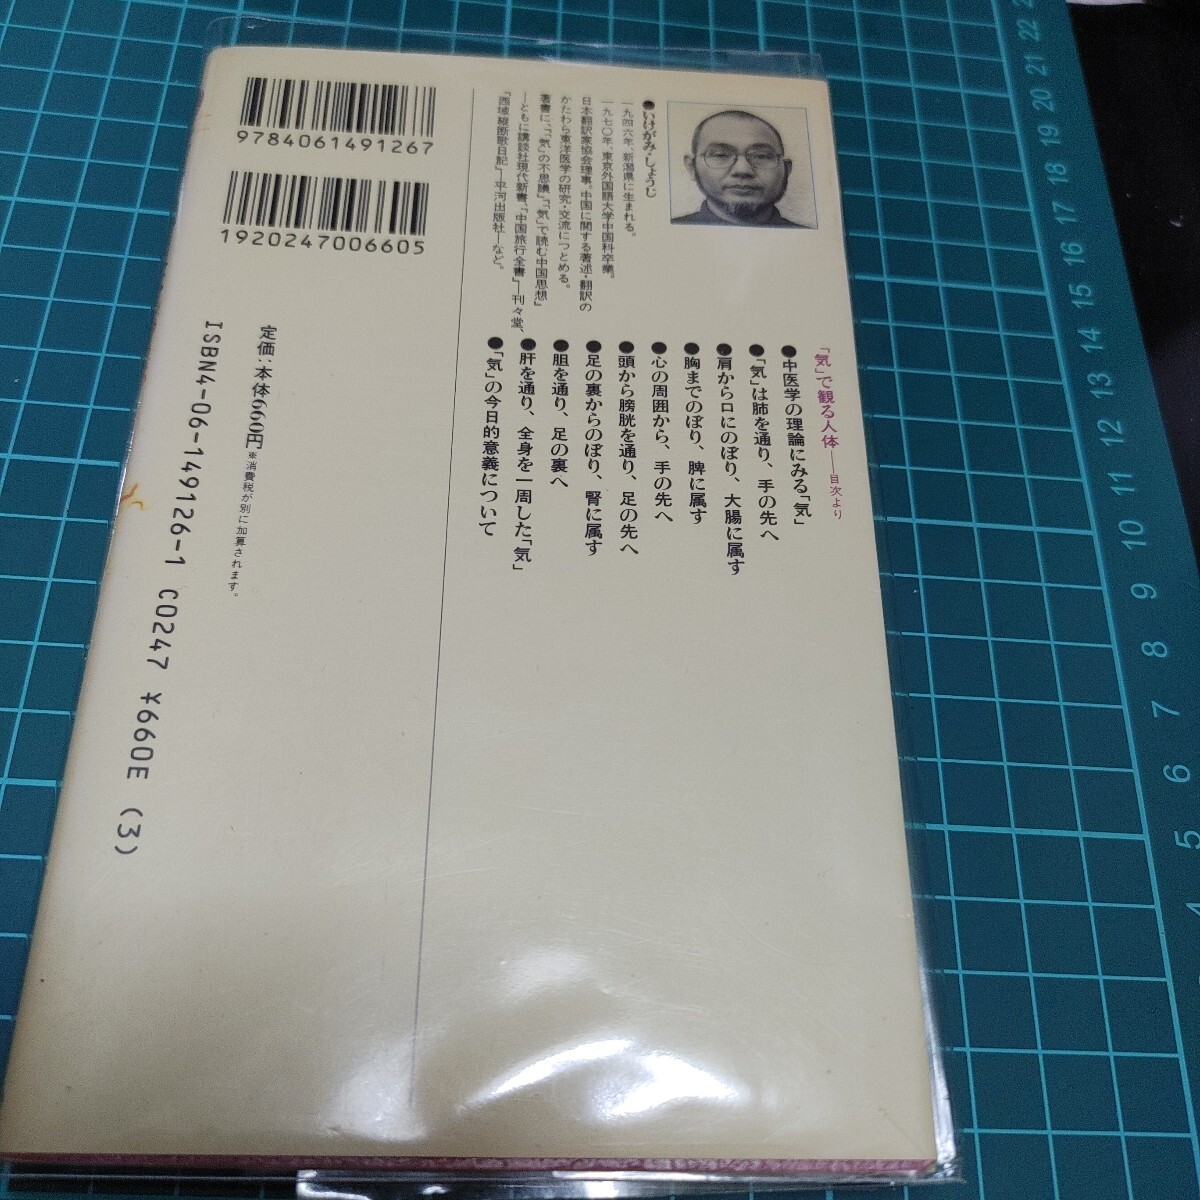 9784061491267
1920247006605
ISBN4-06-149126-1 C0247 ¥660E (3)
定価：本体660円※消費税が別に加算されます。
●いけがみ・しょうじ
一九四六年、新潟県に生まれる。
一九七〇年、東京外国語大学中国科卒業。
日本翻訳家協会理事。中国に関する著述・翻訳の
かたわら東洋医学の研究・交流につとめる。
著書に、「「気」の不思議」「「気」で読む中国思想」
―ともに講談社現代新書、「中国旅行全書」―刊々堂、
「西域縦断歌日記」―平河出版社―など。
「気」で観る人体――目次より
●中医学の理論にみる「気」
●「気」は肺を通り、手の先へ
●肩から口にのぼり、大腸に属す
●胸までのぼり、脾に属す
●心の周囲から、手の先へ
●頭から膀胱を通り、足の先へ
●足の裏からのぼり、腎に属す
●胆を通り、足の裏へ
●肝を通り、全身を一周した「気」
●「気」の今日的意義について
22
21
20
19
18
17
16
15
14
13
12
11
10
9
8
7
6
5
4